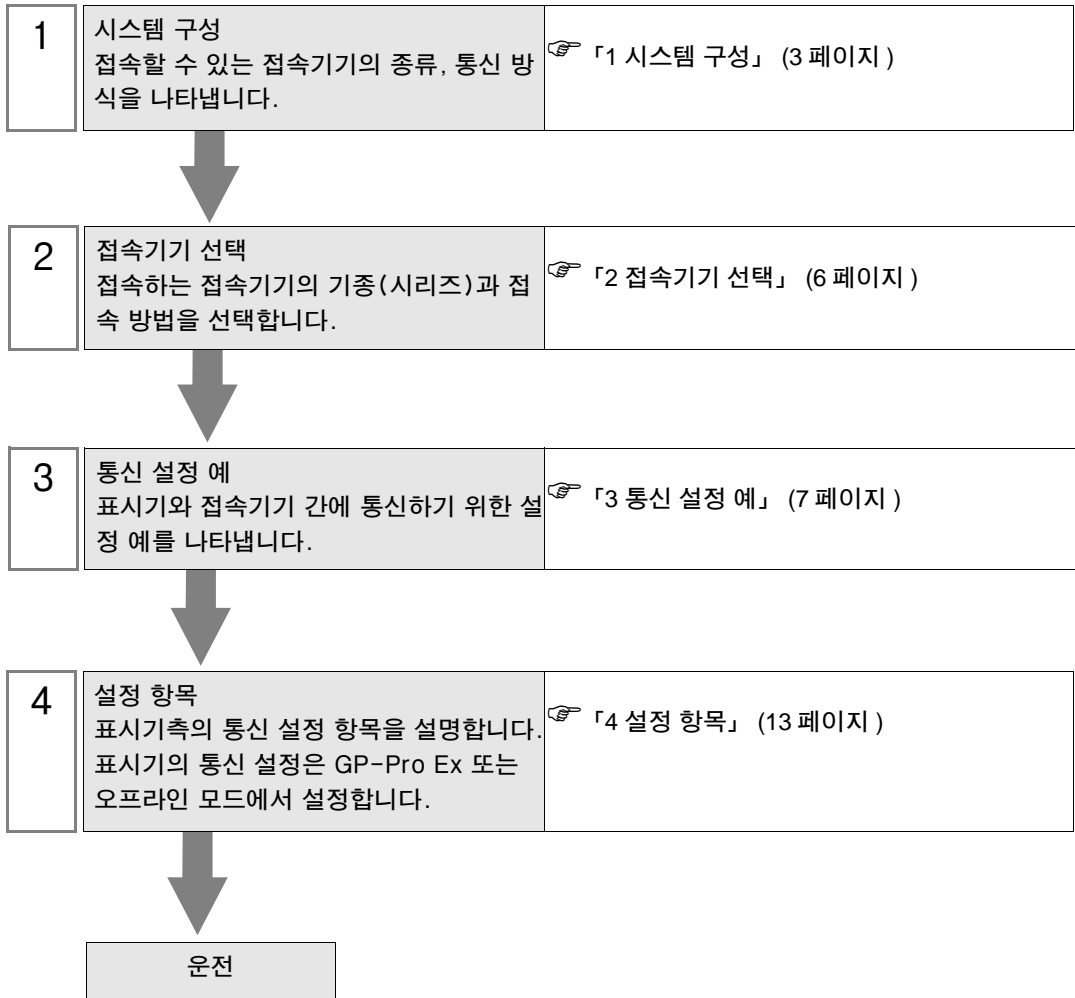 1
시스템 구성
접속할 수 있는 접속기기의 종류, 통신 방
식을 나타냅니다.
☞ 「1 시스템 구성」 (3 페이지 )
2
접속기기 선택
접속하는 접속기기의 기종(시리즈)과 접
속 방법을 선택합니다.
☞ 「2 접속기기 선택」 (6 페이지 )
3
통신 설정 예
표시기와 접속기기 간에 통신하기 위한 설
정 예를 나타냅니다.
☞ 「3 통신 설정 예」 (7 페이지 )
4
설정 항목
표시기측의 통신 설정 항목을 설명합니다.
표시기의 통신 설정은 GP-Pro Ex 또는
오프라인 모드에서 설정합니다.
☞ 「4 설정 항목」 (13 페이지 )
운전